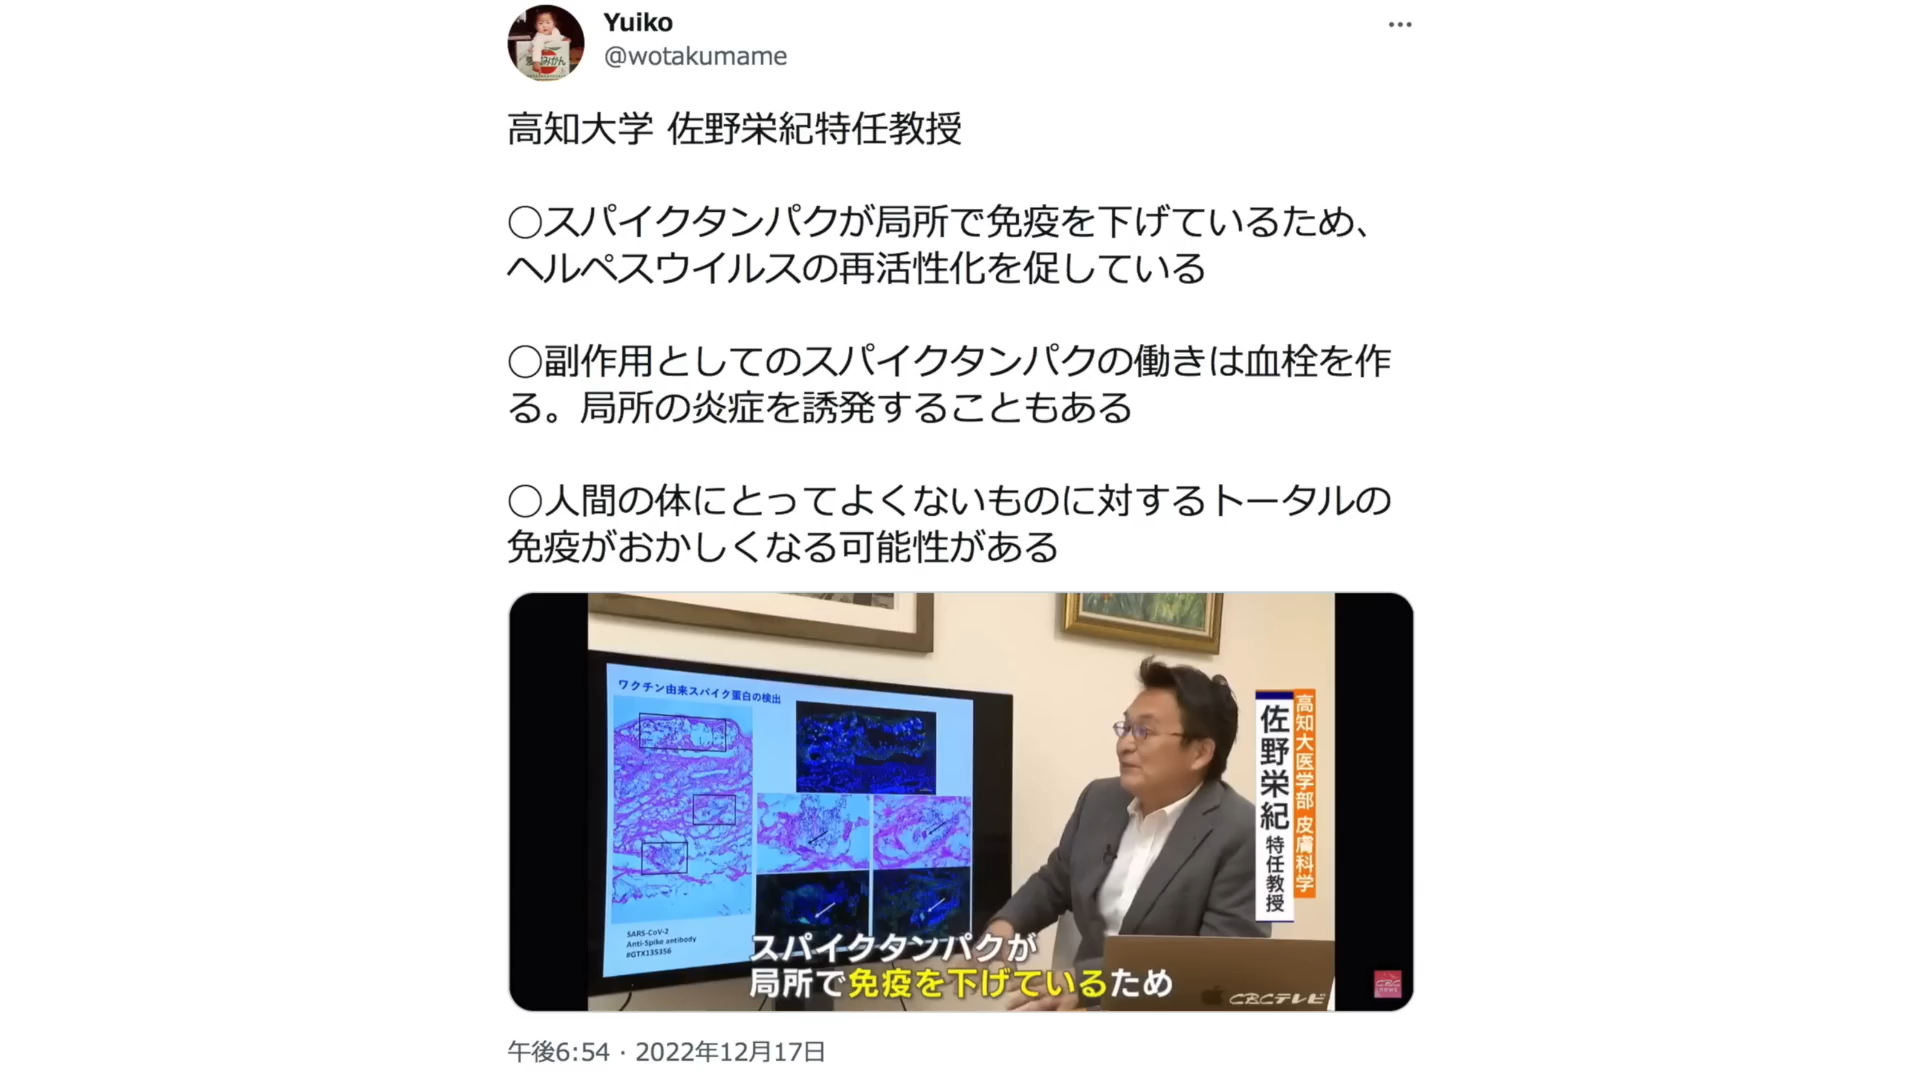 Yuiko
@wotakumame
高知大学 佐野栄紀特任教授
○スパイクタンパクが局所で免疫を下げているため、
ヘルペスウイルスの再活性化を促している
○副作用としてのスパイクタンパクの働きは血栓を作
る。局所の炎症を誘発することもある
○人間の体にとってよくないものに対するトータルの
免疫がおかしくなる可能性がある
ワクチン由来スパイク蛋白の検出
SARS-CoV-2
Anti-Spike antibody
#GTX135356
高知大医学部 皮膚科学
佐野栄紀 特任教授
スパイクタンパクが
局所で免疫を下げているため
CBCテレビ
CBC
news
午後6:54 · 2022年12月17日